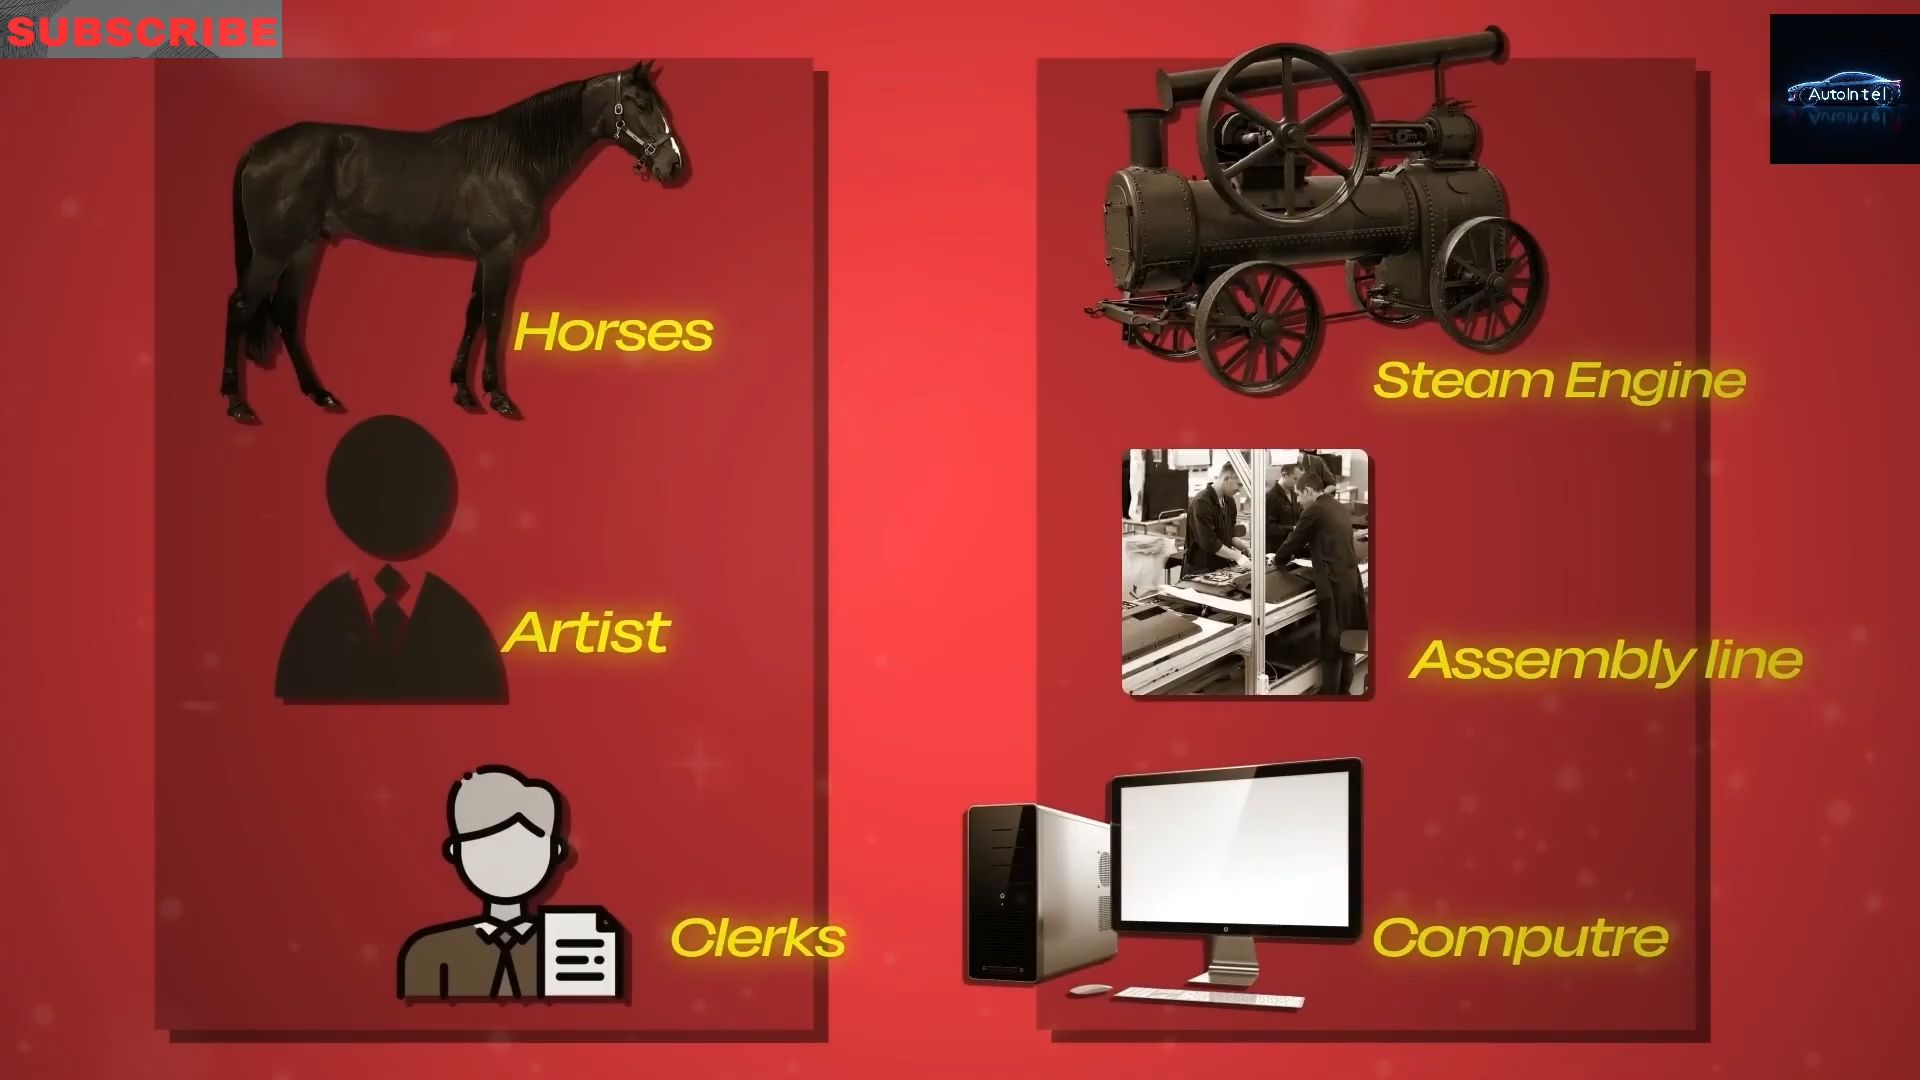 SUBSCRIBE
AutoIntel
Horses
Steam Engine
Artist
Assembly line
Clerks
Computre